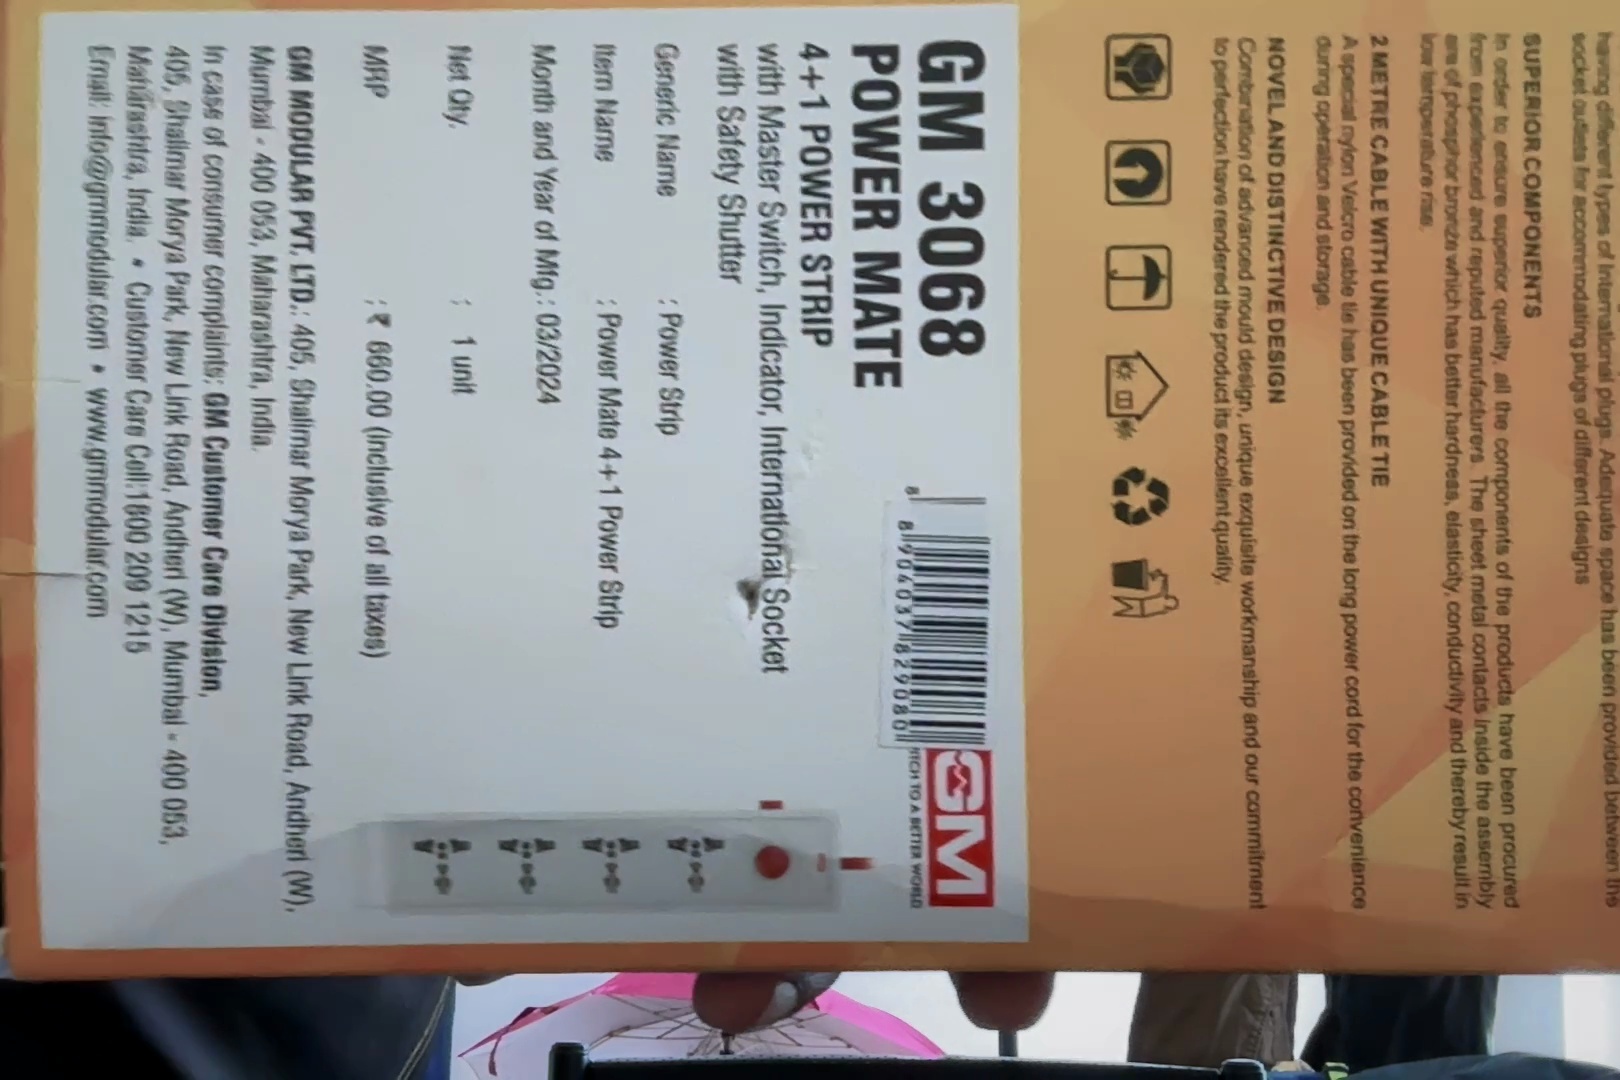 having different types of International plugs. Adequate space has been provided between the
socket outlets for accommodating plugs of different designs
SUPERIOR COMPONENTS
In order to ensure superior quality, all the components of the products have been procured
from experienced and reputed manufacturers. The sheet metal contacts inside the assembly
are of phosphor bronze which has better hardness, elasticity, conductivity and thereby result in
low temperature rise.
2 METRE CABLE WITH UNIQUE CABLE TIE
A special nylon Velcro cable tie has been provided on the long power cord for the convenience
during operation and storage.
NOVEL AND DISTINCTIVE DESIGN
Combination of advanced mould design, unique exquisite workmanship and our commitment
to perfection have rendered the product its excellent quality.
GM 3068
POWER MATE
4+1 POWER STRIP
with Master Switch, Indicator, International Socket
with Safety Shutter
8
8904037829080
GM
ITCH TO A BETTER WORLD
Generic Name : Power Strip
Item Name : Power Mate 4+1 Power Strip
Month and Year of Mfg.: 03/2024
Net Qty. : 1 unit
MRP : ₹ 660.00 (inclusive of all taxes)
GM MODULAR PVT. LTD.: 405, Shalimar Morya Park, New Link Road, Andheri (W),
Mumbai - 400 053, Maharashtra, India.
In case of consumer complaints: GM Customer Care Division,
405, Shalimar Morya Park, New Link Road, Andheri (W), Mumbai - 400 053,
Maharashtra, India. • Customer Care Cell:1800 209 1215
Email: info@gmmodular.com • www.gmmodular.com